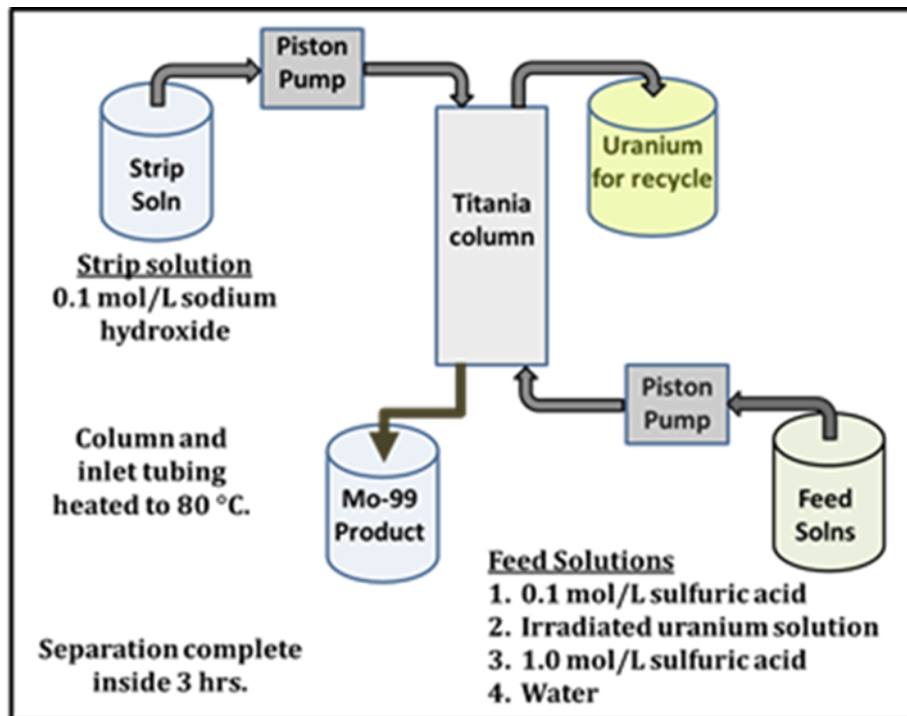 Piston
Pump
Strip
Soln
Uranium
for recycle
Titania
column
Strip solution
0.1 mol/L sodium
hydroxide
Piston
Pump
Column and
inlet tubing
heated to 80 °C.
Mo-99
Product
Feed
Solns
Feed Solutions
1. 0.1 mol/L sulfuric acid
2. Irradiated uranium solution
3. 1.0 mol/L sulfuric acid
4. Water
Separation complete
inside 3 hrs.